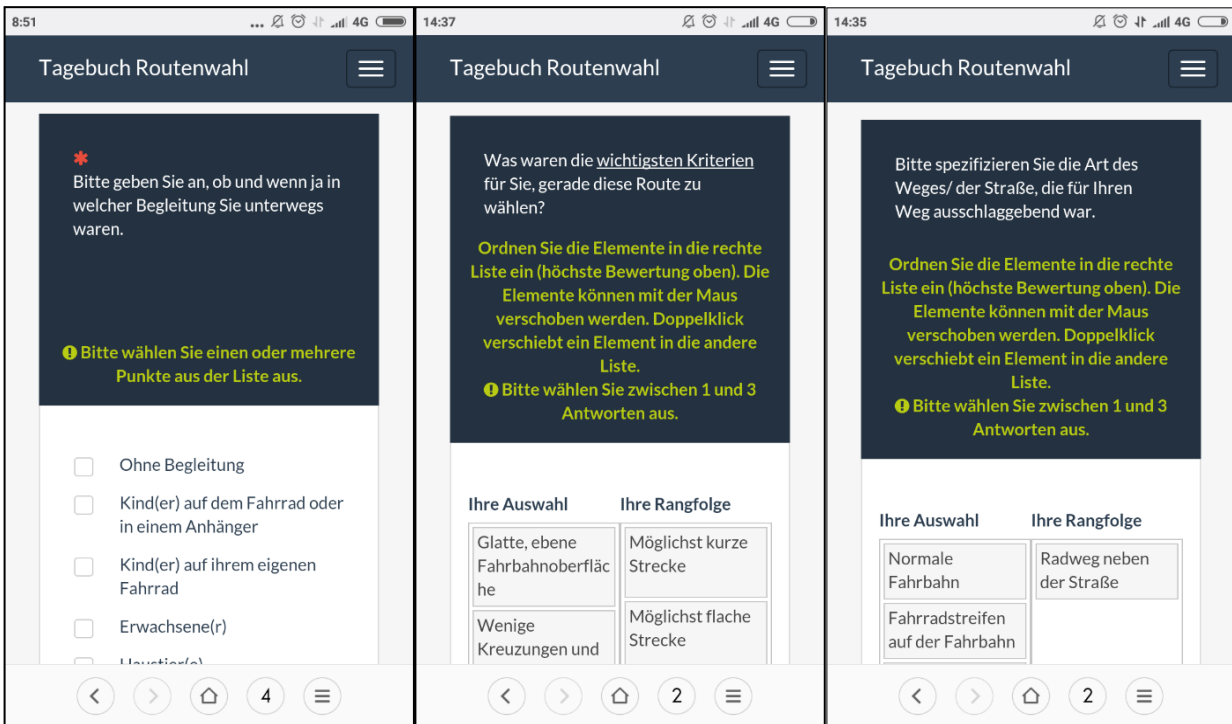 8:51
... 4G
Tagebuch Routenwahl
*
Bitte geben Sie an, ob und wenn ja in
welcher Begleitung Sie unterwegs
waren.
Bitte wählen Sie einen oder mehrere
Punkte aus der Liste aus.
Ohne Begleitung
Kind(er) auf dem Fahrrad oder
in einem Anhänger
Kind(er) auf ihrem eigenen
Fahrrad
Erwachsene(r)
Haustier(e)
4
14:37
4G
Tagebuch Routenwahl
Was waren die wichtigsten Kriterien
für Sie, gerade diese Route zu
wählen?
Ordnen Sie die Elemente in die rechte
Liste ein (höchste Bewertung oben). Die
Elemente können mit der Maus
verschoben werden. Doppelklick
verschiebt ein Element in die andere
Liste.
Bitte wählen Sie zwischen 1 und 3
Antworten aus.
Ihre Auswahl
Glatte, ebene
Fahrbahnoberfläc
he
Wenige
Kreuzungen und
Ihre Rangfolge
Möglichst kurze
Strecke
Möglichst flache
Strecke
2
14:35
4G
Tagebuch Routenwahl
Bitte spezifizieren Sie die Art des
Weges/ der Straße, die für Ihren
Weg ausschlaggebend war.
Ordnen Sie die Elemente in die rechte
Liste ein (höchste Bewertung oben). Die
Elemente können mit der Maus
verschoben werden. Doppelklick
verschiebt ein Element in die andere
Liste.
Bitte wählen Sie zwischen 1 und 3
Antworten aus.
Ihre Auswahl
Normale
Fahrbahn
Fahrradstreifen
auf der Fahrbahn
Ihre Rangfolge
Radweg neben
der Straße
2